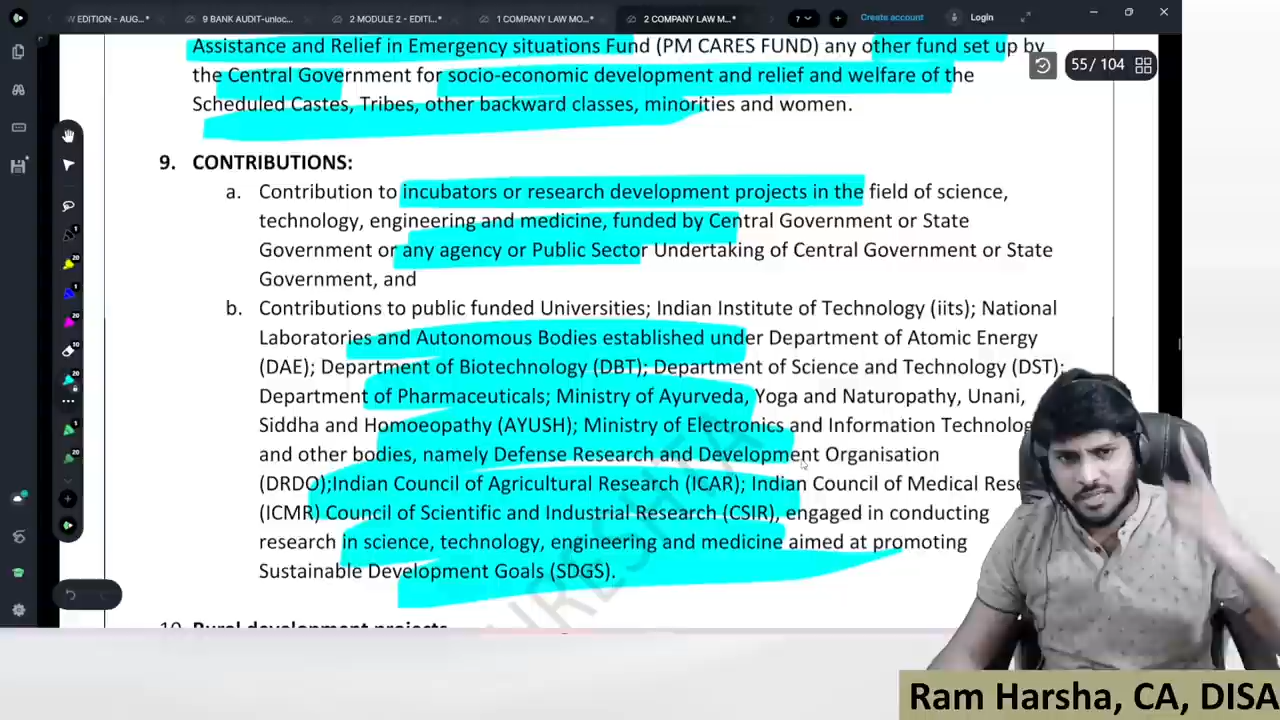 W EDITION - AUG...*
9 BANK AUDIT-unloc...
2 MODULE 2 - EDITI...*
1 COMPANY LAW MO...*
2 COMPANY LAW M...*
7
Create account
Login
Assistance and Relief in Emergency situations Fund (PM CARES FUND) any other fund set up by
the Central Government for socio-economic development and relief and welfare of the
Scheduled Castes, Tribes, other backward classes, minorities and women.
55 / 104
9. CONTRIBUTIONS:
a. Contribution to incubators or research development projects in the field of science,
technology, engineering and medicine, funded by Central Government or State
Government or any agency or Public Sector Undertaking of Central Government or State
Government, and
b. Contributions to public funded Universities; Indian Institute of Technology (iits); National
Laboratories and Autonomous Bodies established under Department of Atomic Energy
(DAE); Department of Biotechnology (DBT); Department of Science and Technology (DST);
Department of Pharmaceuticals; Ministry of Ayurveda, Yoga and Naturopathy, Unani,
Siddha and Homoeopathy (AYUSH); Ministry of Electronics and Information Technolo
and other bodies, namely Defense Research and Development Organisation
(DRDO);Indian Council of Agricultural Research (ICAR); Indian Council of Medical Rese
(ICMR) Council of Scientific and Industrial Research (CSIR), engaged in conducting
research in science, technology, engineering and medicine aimed at promoting
Sustainable Development Goals (SDGS).
10. Rural development projects
Ram Harsha, CA, DISA